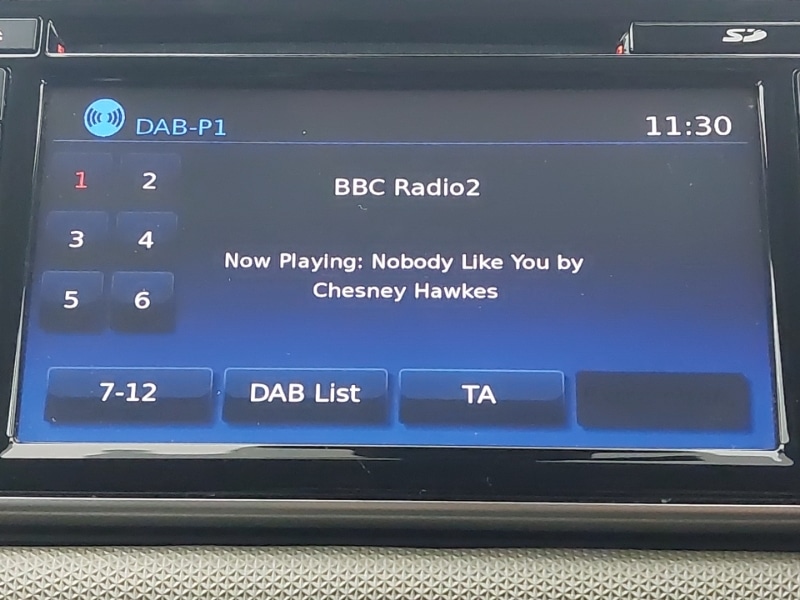 SD
DAB-P1
11:30
1 2
BBC Radio2
3 4
Now Playing: Nobody Like You by
Chesney Hawkes
5 6
7-12
DAB List
TA